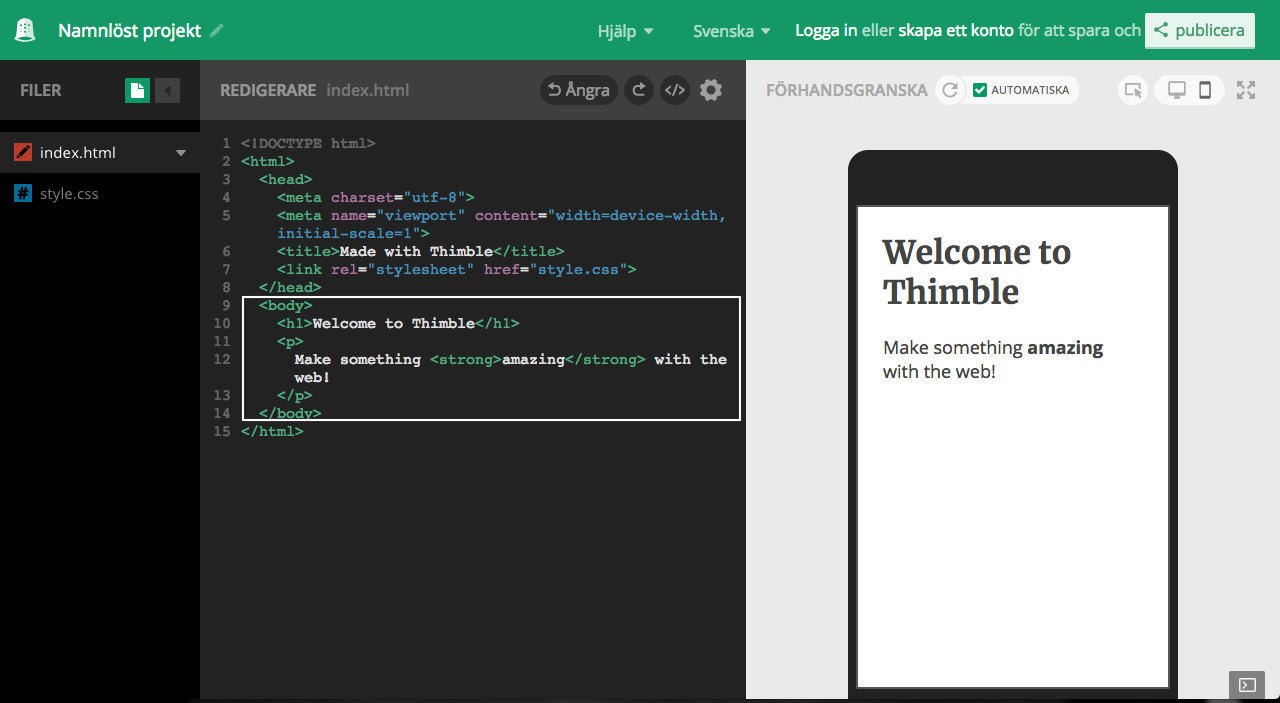 Namnlöst projekt
Hjälp
Svenska
Logga in eller skapa ett konto för att spara och
publicera
FILER
index.html
style.css
REDIGERARE index.html
Ångra
</>
1 <!DOCTYPE html>
2 <html>
3 <head>
4 <meta charset="utf-8">
5 <meta name="viewport" content="width=device-width,
initial-scale=1">
6 <title>Made with Thimble</title>
7 <link rel="stylesheet" href="style.css">
8 </head>
9 <body>
10 <h1>Welcome to Thimble</h1>
11 <p>
12 Make something <strong>amazing</strong> with the
web!
13 </p>
14 </body>
15 </html>
FÖRHANDSGRANSKA
AUTOMATISKA
Welcome to
Thimble
Make something amazing
with the web!